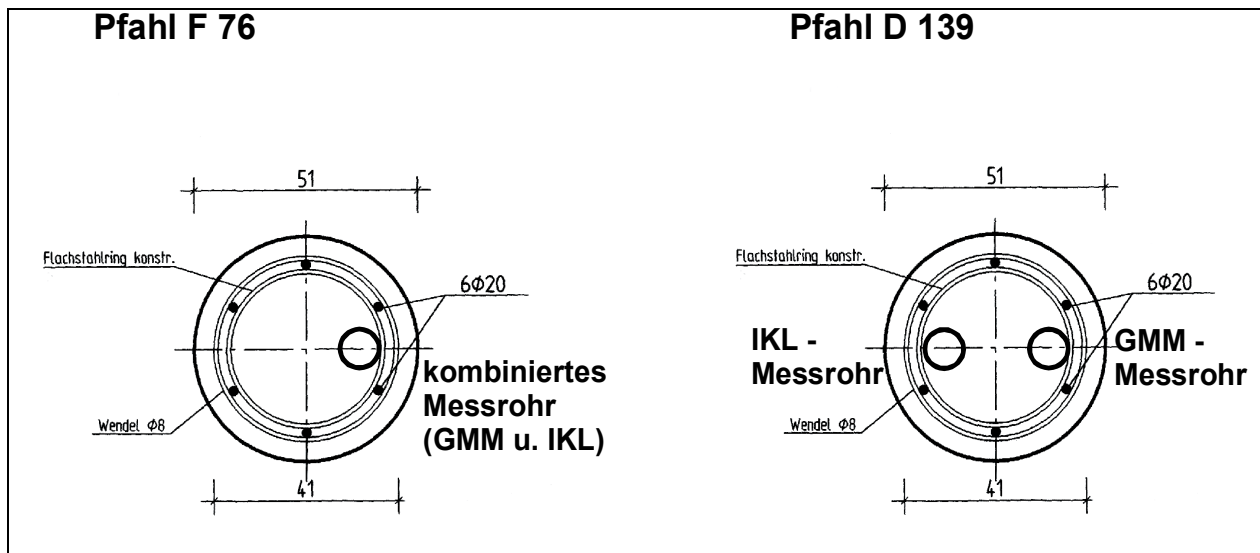 Pfahl F 76
51
Flachstahlring konstr.
6Φ20
kombiniertes
Messrohr
(GMM u. IKL)
Wendel Φ8
41
Pfahl D 139
51
Flachstahlring konstr.
6Φ20
IKL -
Messrohr
GMM -
Messrohr
Wendel Φ8
41